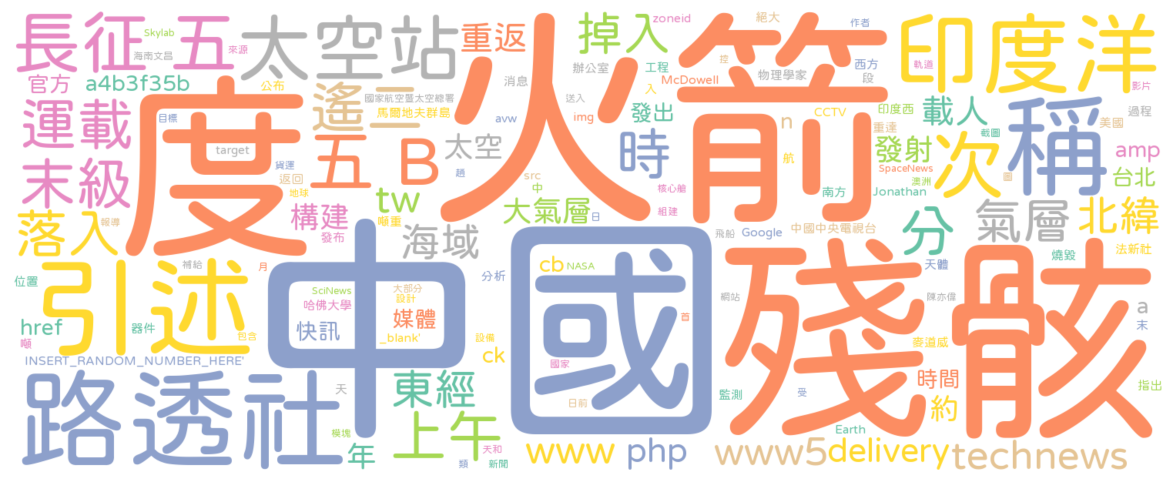 長征五
Skylab
來源
海南文昌
太空站
重返
火箭
掉入
zoneid
絕大
作者
印度洋
軌道
影片
官方
a4b3f35b
公布
辦公室
工程
McDowell
物理學家
西方
段
消息
入
控
運載
度
目標
遙二
國家航空暨太空總署
馬爾地夫群島
送入
avw
img
發出
CCTV
印度西
載人
過程
截圖
稱
美國
末級
target
貨運
返回
地球
五
B
太空
趙
src
中
時
n
航
重達
發射
SpaceNews
澳洲
次
圖
amp
台北
核心艙
tw
噸重
大氣層
日
組建
南方
Jonathan
落入
報導
構建
發布
海域
飛船
Google
中國中央電視台
分
氣層
北緯
法新社
引述
補給
月
位置
中
國
分析
cb
NASA
殘骸
天體
燒毀
SciNews
大部分
設計
哈佛大學
網站
陳亦偉
a
href
器件
包含
快訊
媒體
_blank'
設備
酉
麥道威
末
噸
INSERT_RANDOM_NUMBER_HERE'
ck
國家
路透社
天
東經
時間
監測
受
指出
日前
約
模塊
年
上午
天和
類
新聞
www
php
Earth
www5
delivery
technews